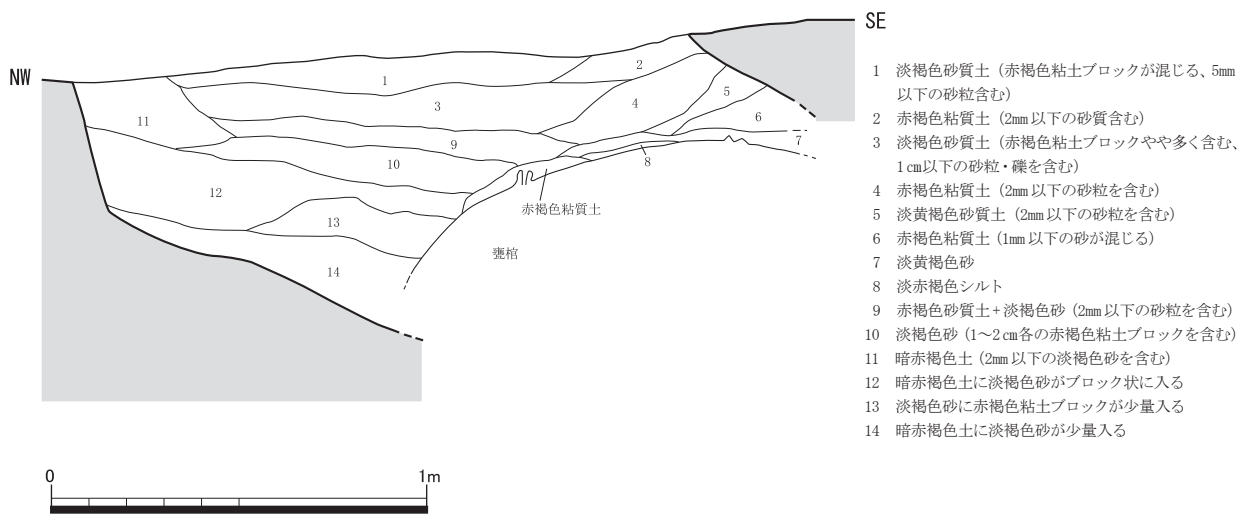 NW
SE
1
2
3
4
5
6
7
8
9
10
11
12
13
14
赤褐色粘質土
甕棺
1 淡褐色砂質土（赤褐色粘土ブロックが混じる、5mm
以下の砂粒含む）
2 赤褐色粘質土（2mm以下の砂質含む）
3 淡褐色砂質土（赤褐色粘土ブロックやや多く含む、
1㎝以下の砂粒・礫を含む）
4 赤褐色粘質土（2mm以下の砂粒を含む）
5 淡黄褐色砂質土（2mm以下の砂粒を含む）
6 赤褐色粘質土（1mm以下の砂が混じる）
7 淡黄褐色砂
8 淡赤褐色シルト
9 赤褐色砂質土+淡褐色砂（2mm以下の砂粒を含む）
10 淡褐色砂（1～2㎝各の赤褐色粘土ブロックを含む）
11 暗赤褐色土（2mm以下の淡褐色砂を含む）
12 暗赤褐色土に淡褐色砂がブロック状に入る
13 淡褐色砂に赤褐色粘土ブロックが少量入る
14 暗赤褐色土に淡褐色砂が少量入る
0 1m